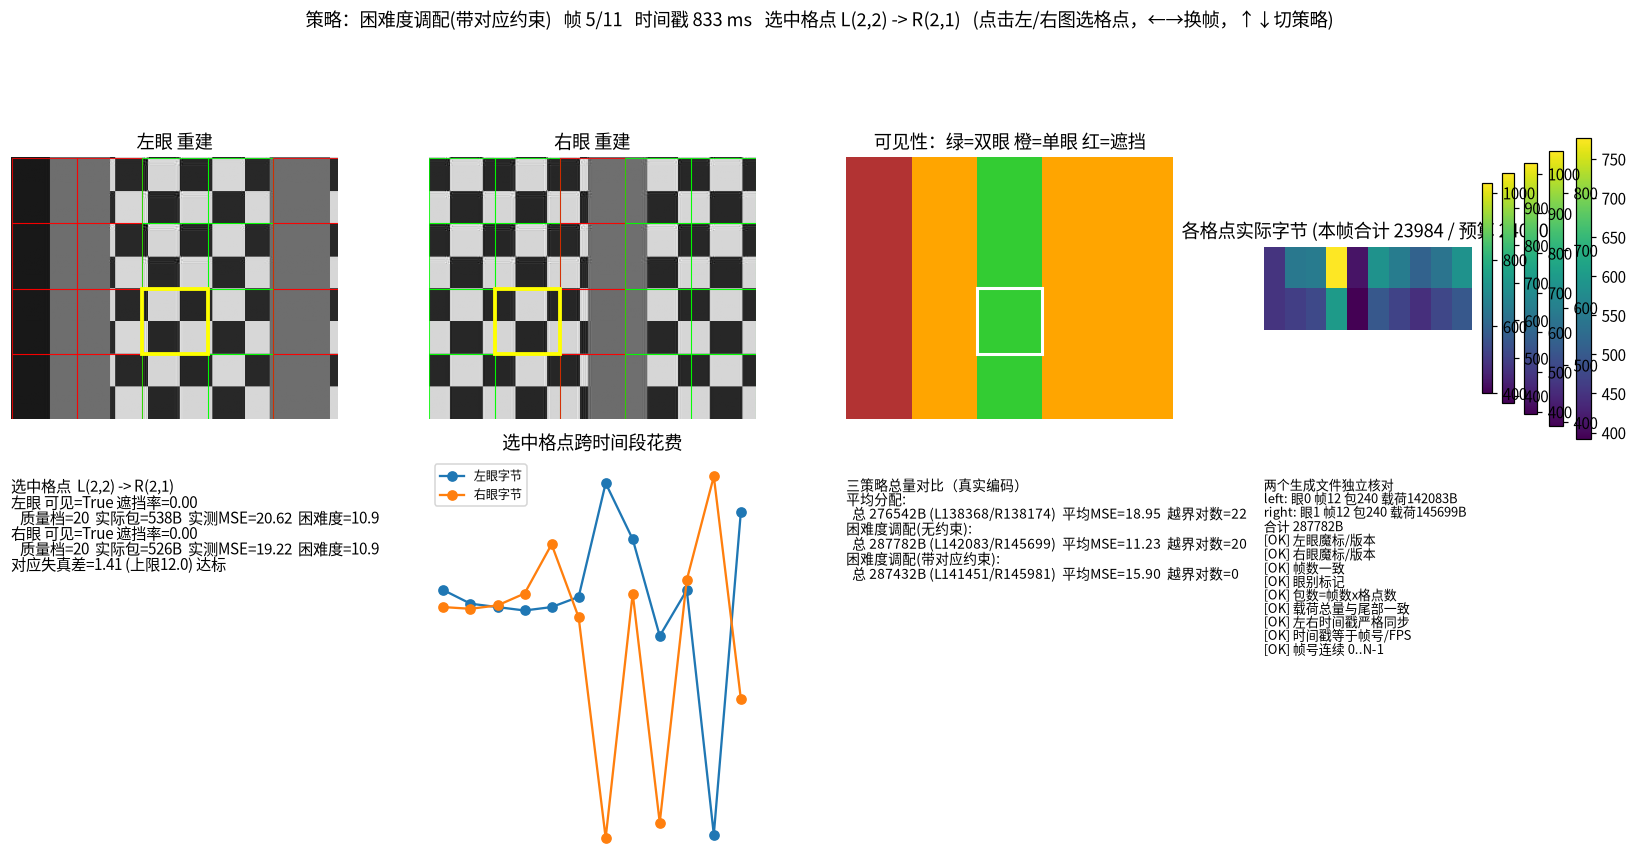 策略：困难度调配(带对应约束)   帧 5/11   时间戳 833 ms   选中格点 L(2,2) -> R(2,1)   (点击左/右图选格点，←→换帧，↑↓切策略)
左眼 重建
右眼 重建
可见性：绿=双眼 橙=单眼 红=遮挡
各格点实际字节 (本帧合计 23984 / 预算
选中格点跨时间段花费
左眼字节
右眼字节
选中格点 L(2,2) -> R(2,1)
左眼 可见=True 遮挡率=0.00
质量档=20 实际包=538B 实测MSE=20.62 困难度=10.9
右眼 可见=True 遮挡率=0.00
质量档=20 实际包=526B 实测MSE=19.22 困难度=10.9
对应失真差=1.41 (上限12.0) 达标
三策略总量对比（真实编码）
平均分配:
总 276542B (L138368/R138174) 平均MSE=18.95 越界对数=22
困难度调配(无约束):
总 287782B (L142083/R145699) 平均MSE=11.23 越界对数=20
困难度调配(带对应约束):
总 287432B (L141451/R145981) 平均MSE=15.90 越界对数=0
两个生成文件独立核对
left: 眼0 帧12 包240 载荷142083B
right: 眼1 帧12 包240 载荷145699B
合计 287782B
[OK] 左眼魔标/版本
[OK] 右眼魔标/版本
[OK] 帧数一致
[OK] 眼别标记
[OK] 包数=帧数x格点数
[OK] 载荷总量与尾部一致
[OK] 左右时间戳严格同步
[OK] 时间戳等于帧号/FPS
[OK] 帧号连续 0..N-1
750
700
650
600
550
500
450
400